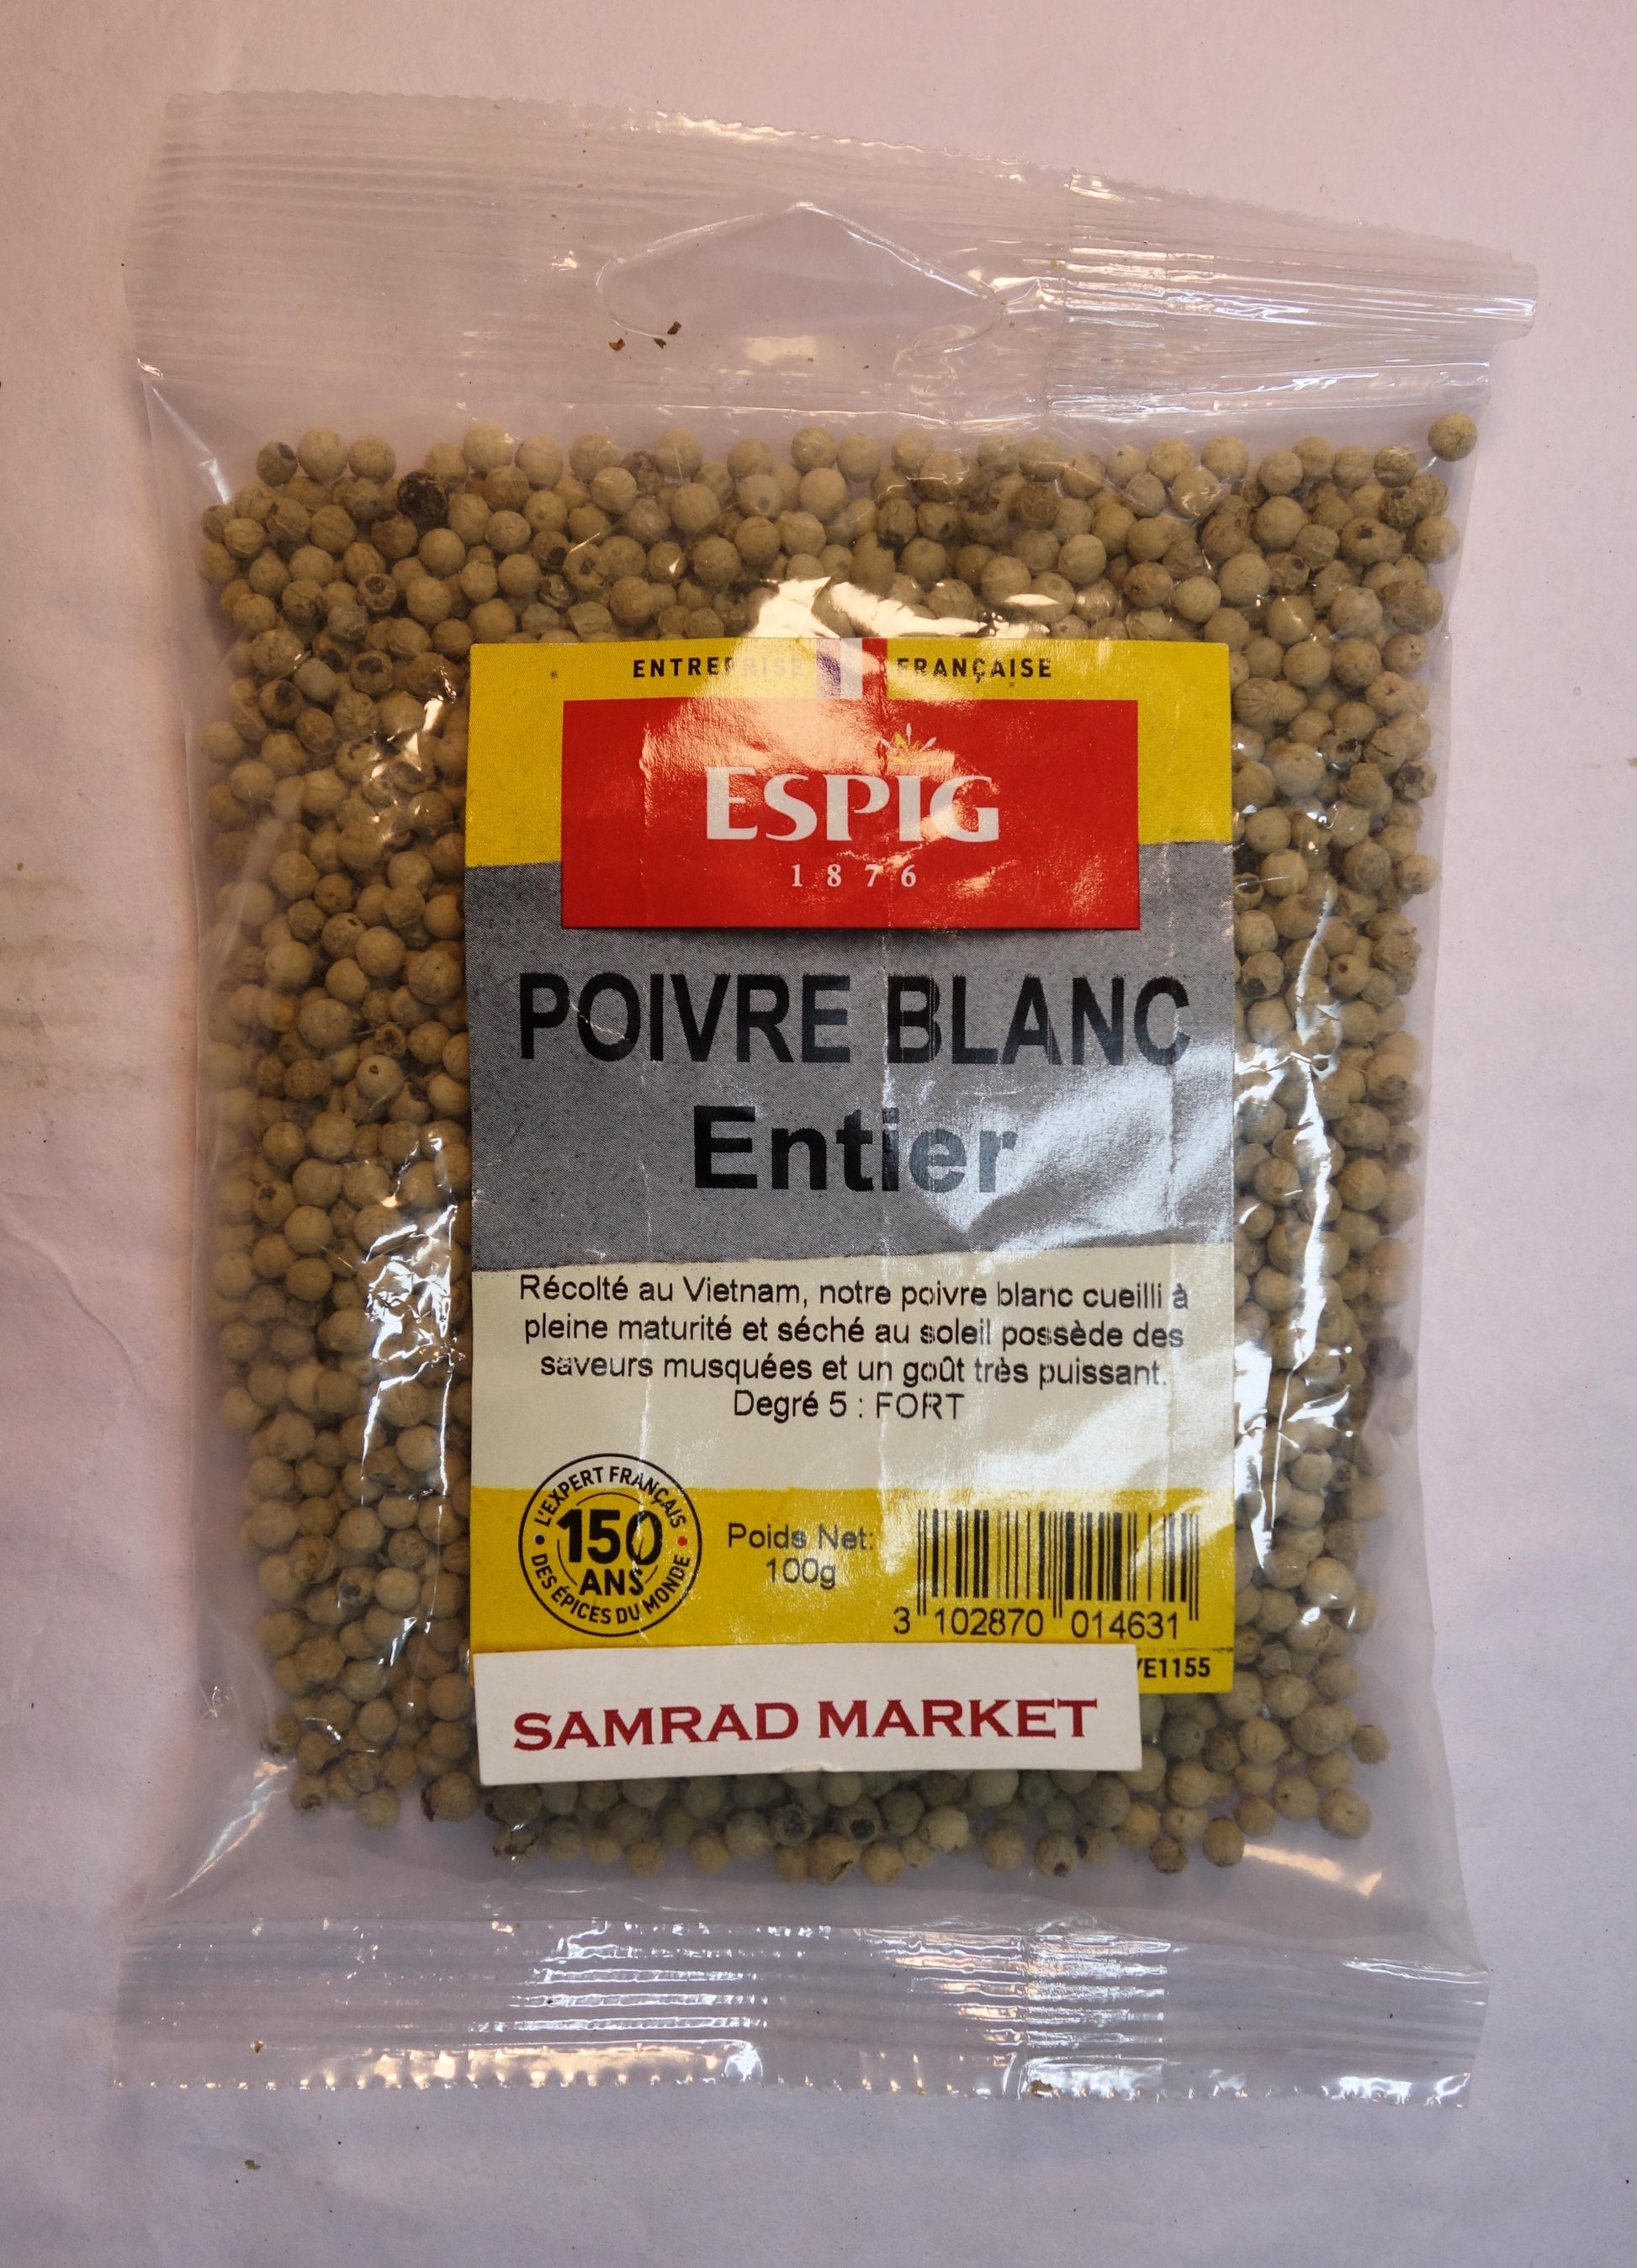 ENTREPRISE FRANÇAISE
ESPIG
1876
POIVRE BLANC
Entier
Récolté au Vietnam, notre poivre blanc cueilli à
pleine maturité et séché au soleil possède des
saveurs musquées et un goût très puissant.
Degré 5 : FORT
L'EXPERT FRANÇAIS
150
ANS
DES ÉPICES DU MONDE
Poids Net:
100g
3 102870 014631
SAMRAD MARKET